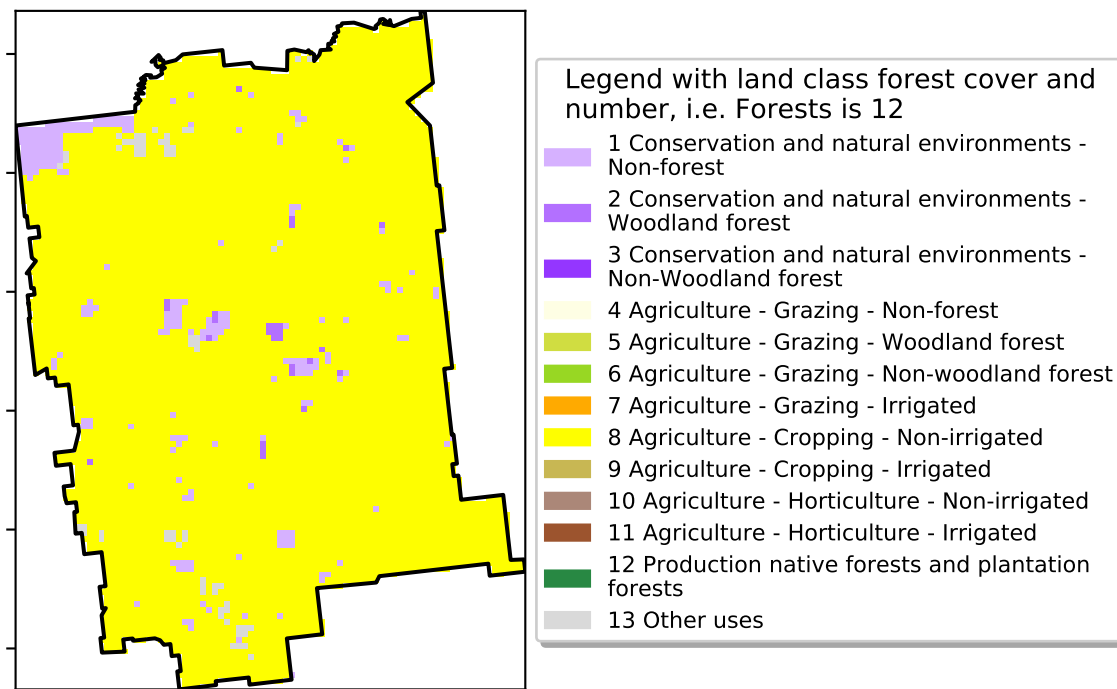 Legend with land class forest cover and
number, i.e. Forests is 12
1 Conservation and natural environments -
Non-forest
2 Conservation and natural environments -
Woodland forest
3 Conservation and natural environments -
Non-Woodland forest
4 Agriculture - Grazing - Non-forest
5 Agriculture - Grazing - Woodland forest
6 Agriculture - Grazing - Non-woodland forest
7 Agriculture - Grazing - Irrigated
8 Agriculture - Cropping - Non-irrigated
9 Agriculture - Cropping - Irrigated
10 Agriculture - Horticulture - Non-irrigated
11 Agriculture - Horticulture - Irrigated
12 Production native forests and plantation
forests
13 Other uses